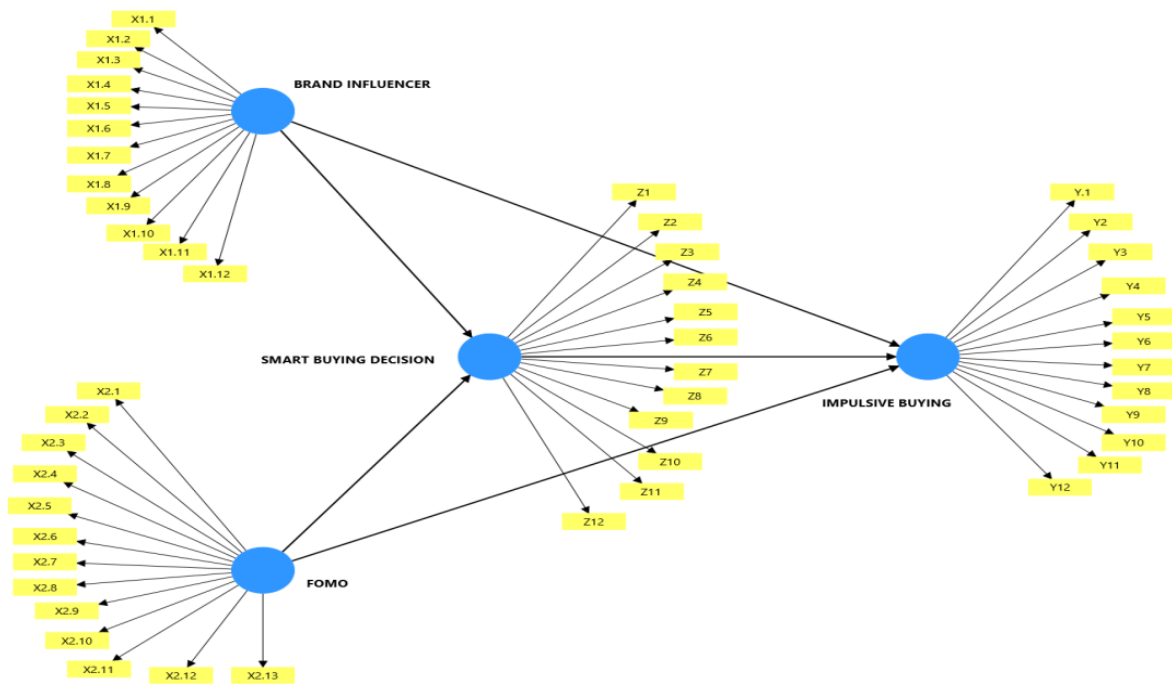 X1.1
X1.2
X1.3
X1.4
X1.5
X1.6
X1.7
X1.8
X1.9
X1.10
X1.11
X1.12
BRAND INFLUENCER
Z1
Z2
Z3
Z4
Z5
Z6
Z7
Z8
Z9
Z10
Z11
Z12
SMART BUYING DECISION
Y.1
Y2
Y3
Y4
Y5
Y6
Y7
Y8
Y9
Y10
Y11
Y12
IMPULSIVE BUYING
X2.1
X2.2
X2.3
X2.4
X2.5
X2.6
X2.7
X2.8
X2.9
X2.10
X2.11
X2.12
X2.13
FOMO